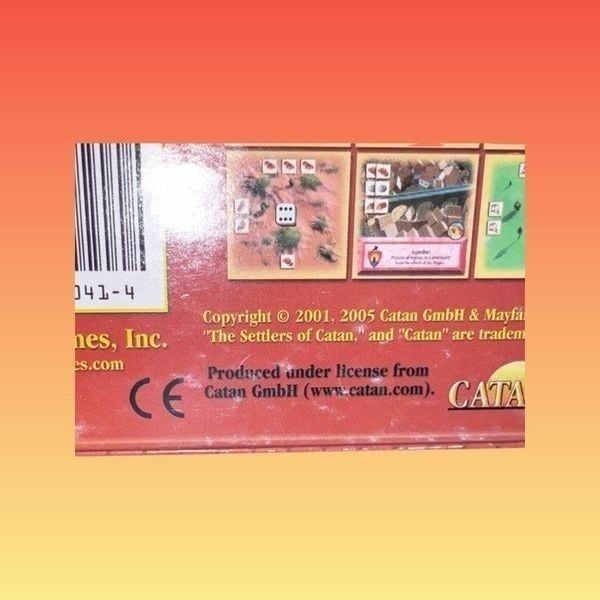 041-4
nes, Inc.
es.com
Copyright © 2001, 2005 Catan GmbH & Mayfa
"The Settlers of Catan," and "Catan" are tradem
Produced under license from
Catan GmbH (www.catan.com).
CE
CATA